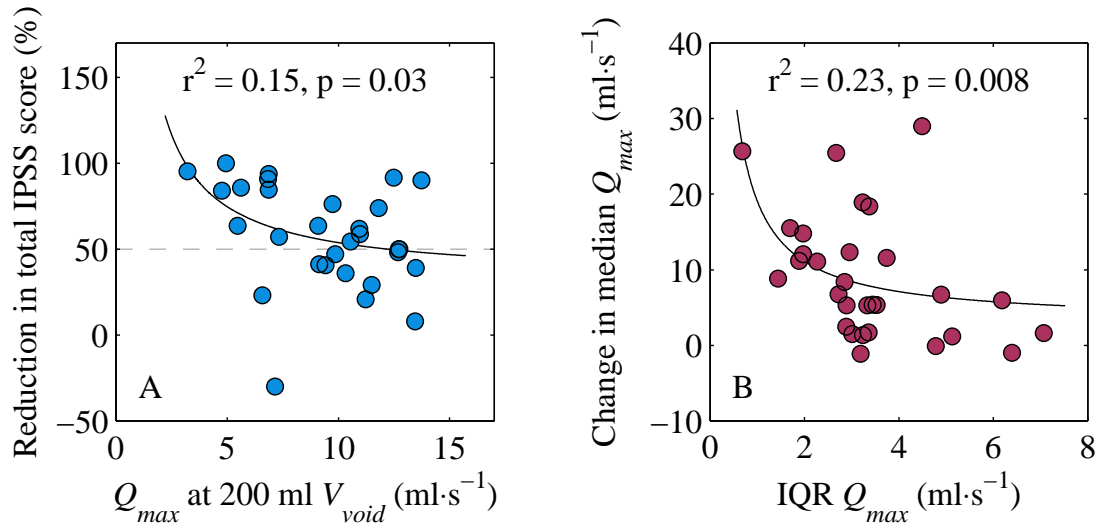 Reduction in total IPSS score (%)
150
100
50
0
−50
r² = 0.15, p = 0.03
A
0 5 10 15
Q_max at 200 ml V_void (ml·s⁻¹)
Change in median Q_max (ml·s⁻¹)
40
30
20
10
0
−10
r² = 0.23, p = 0.008
B
0 2 4 6 8
IQR Q_max (ml·s⁻¹)